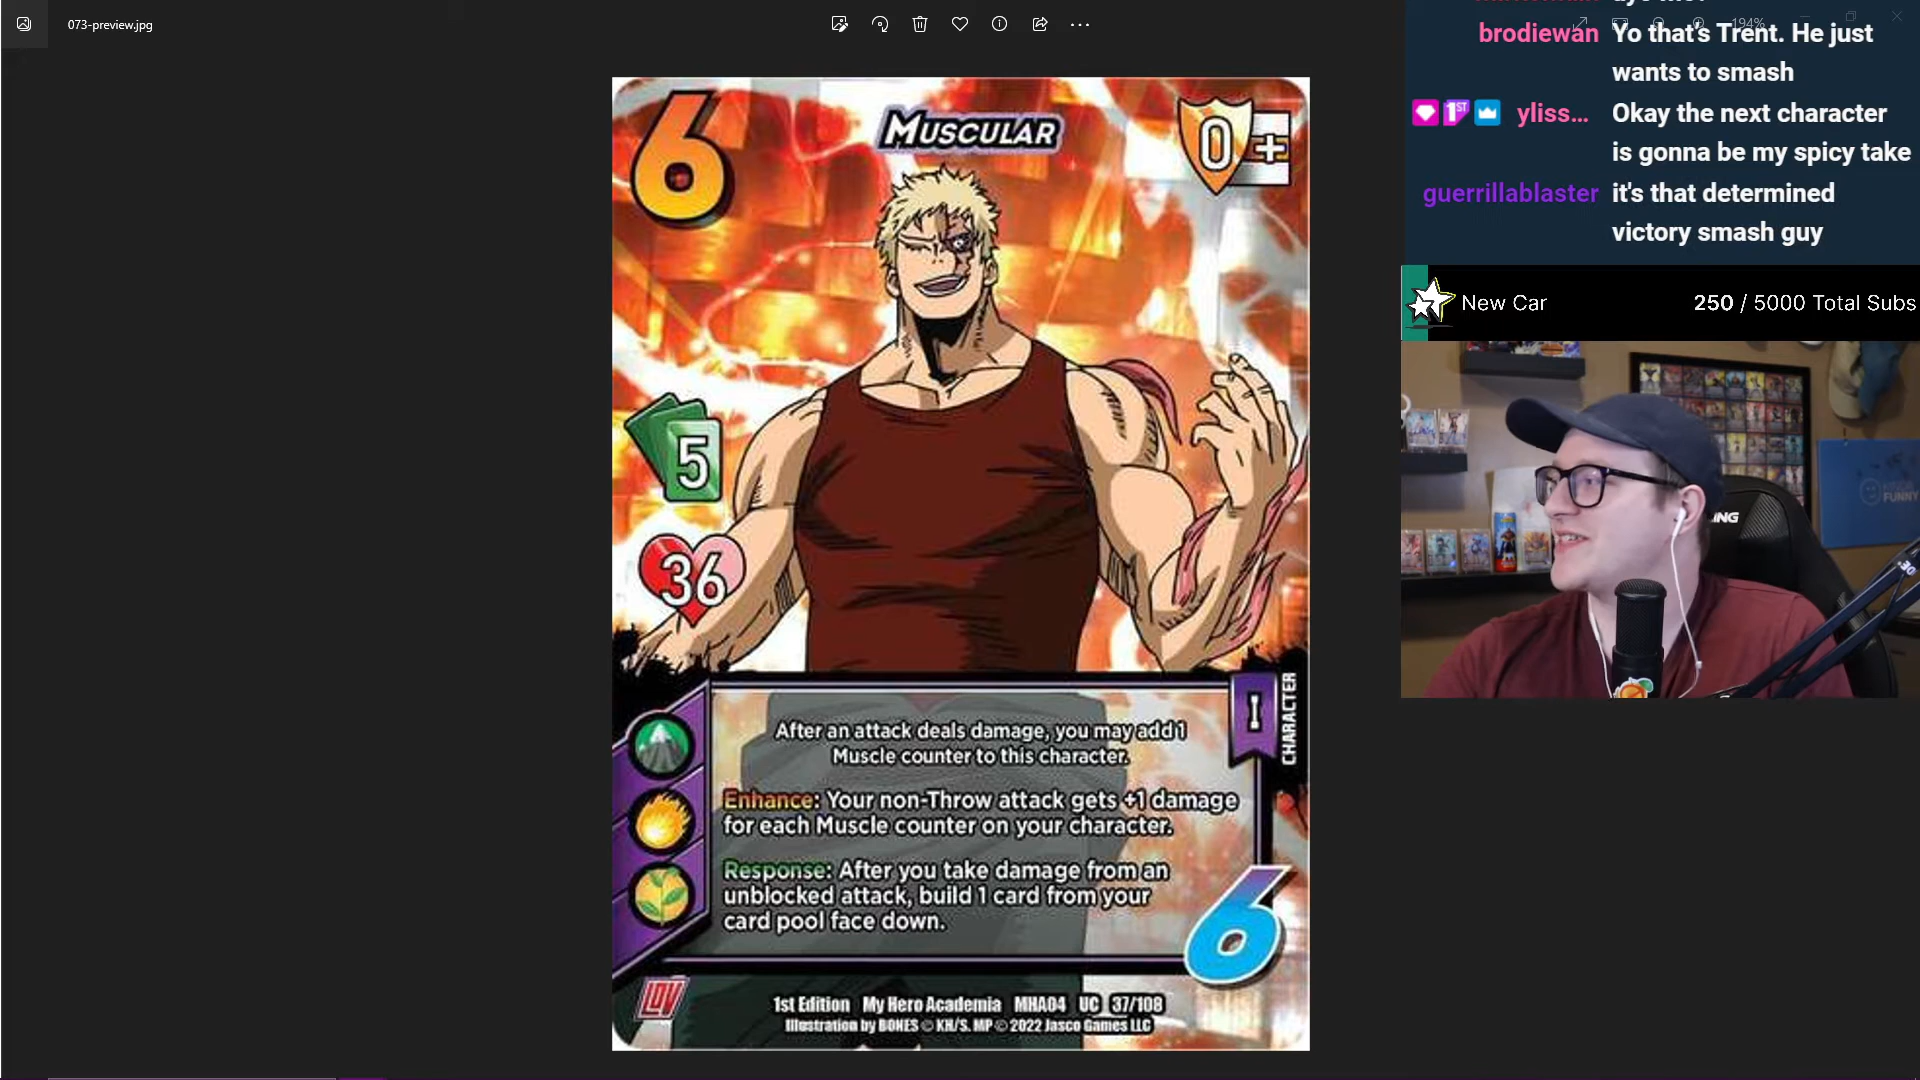 073-preview.jpg
194%
brodiewan Yo that's Trent. He just
wants to smash
1ST yliss... Okay the next character
is gonna be my spicy take
guerrillablaster it's that determined
victory smash guy
New Car 250 / 5000 Total Subs
6
MUSCULAR
0 +
5
36
I
CHARACTER
After an attack deals damage, you may add 1
Muscle counter to this character.
Enhance: Your non-Throw attack gets +1 damage
for each Muscle counter on your character.
Response: After you take damage from an
unblocked attack, build 1 card from your
card pool face down.
6
LOV
1st Edition My Hero Academia MHA04 UC 37/108
Illustration by BONES © KH/S. MP © 2022 Jasco Games LLC
KINDA
FUNNY